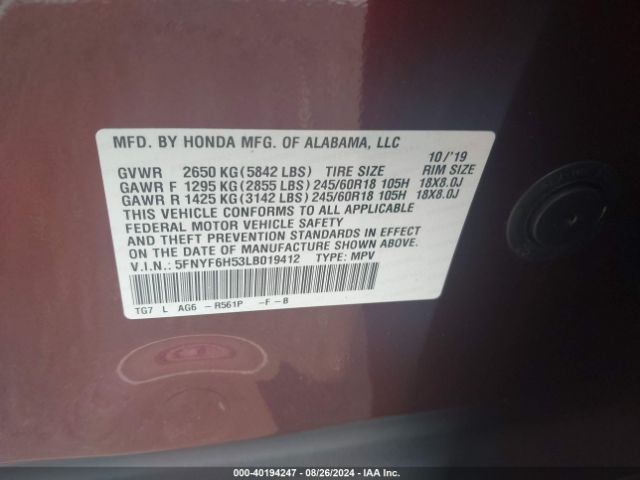 MFD. BY HONDA MFG. OF ALABAMA, LLC
10/'19
GVWR 2650 KG(5842 LBS) TIRE SIZE RIM SIZE
GAWR F 1295 KG(2855 LBS) 245/60R18 105H 18X8.0J
GAWR R 1425 KG(3142 LBS) 245/60R18 105H 18X8.0J
THIS VEHICLE CONFORMS TO ALL APPLICABLE
FEDERAL MOTOR VEHICLE SAFETY
AND THEFT PREVENTION STANDARDS IN EFFECT
ON THE DATE OF MANUFACTURE SHOWN ABOVE.
V.I.N.: 5FNYF6H53LB019412 TYPE: MPV
TG7 L AG6 -R561P -F-8
© - 40194247 - 08/26/2024 - IAA Inc.